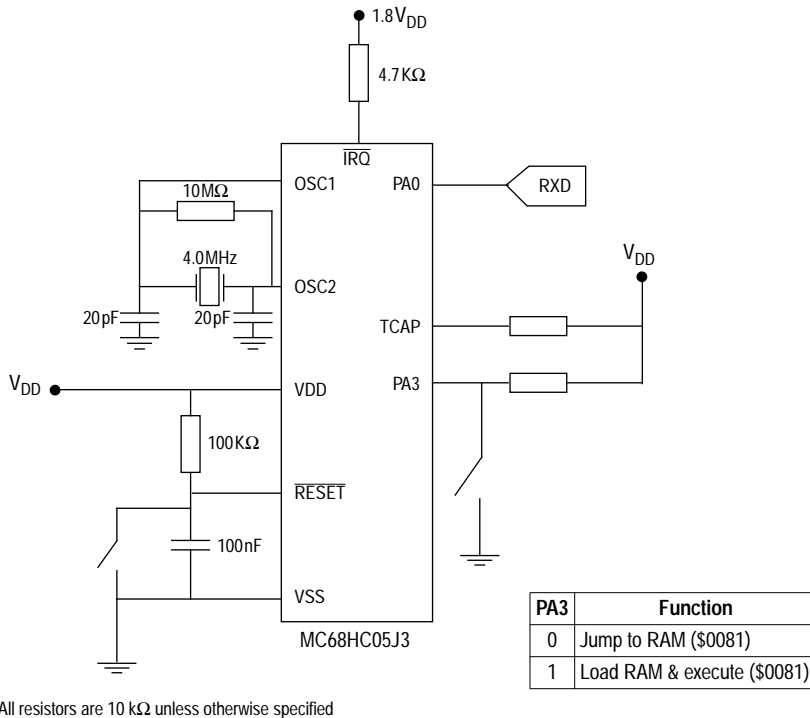 1.8V_DD
4.7KΩ
IRQ
OSC1
PA0
RXD
10MΩ
4.0MHz
V_DD
OSC2
20pF
20pF
TCAP
V_DD
VDD
PA3
100KΩ
RESET
100nF
VSS
MC68HC05J3
PA3 Function
0 Jump to RAM ($0081)
1 Load RAM & execute ($0081)
All resistors are 10 kΩ unless otherwise specified